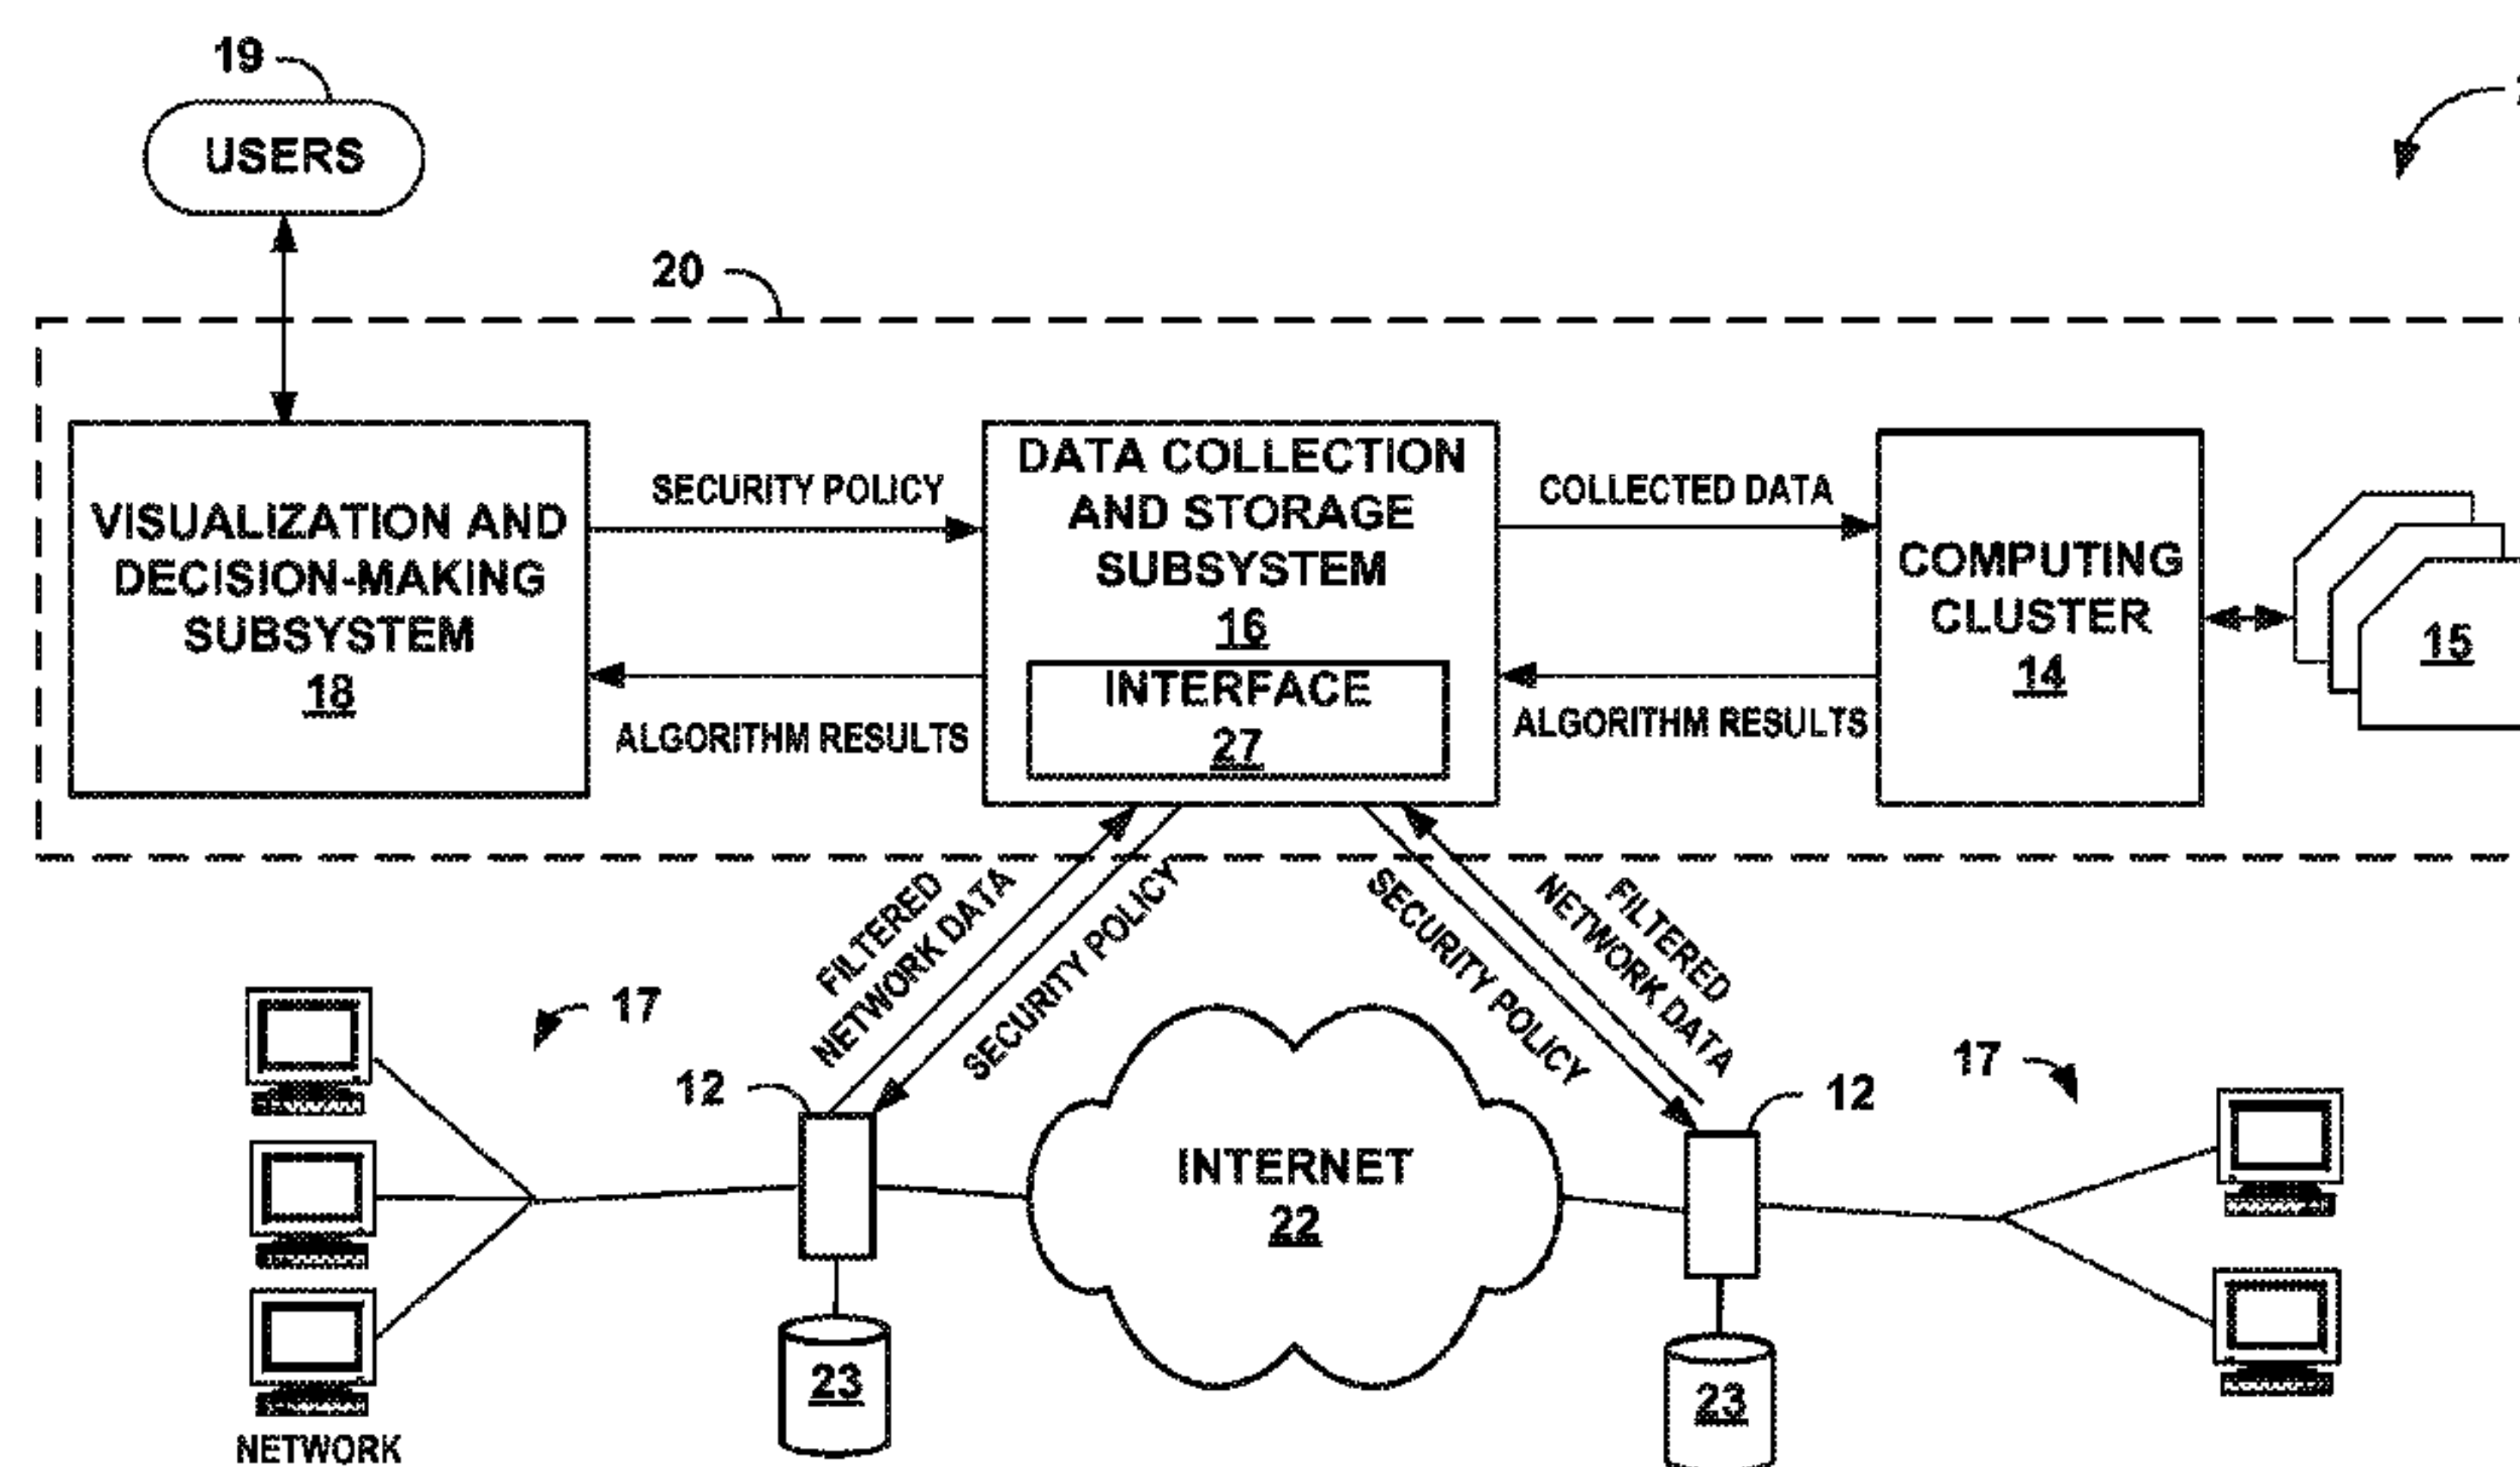 19
USERS
20
VISUALIZATION AND
DECISION-MAKING
SUBSYSTEM
18
SECURITY POLICY
ALGORITHM RESULTS
DATA COLLECTION
AND STORAGE
SUBSYSTEM
16
INTERFACE
27
COLLECTED DATA
ALGORITHM RESULTS
COMPUTING
CLUSTER
14
15
FILTERED
NETWORK DATA
SECURITY POLICY
SECURITY POLICY
FILTERED
NETWORK DATA
17
12
INTERNET
22
12
17
23
23
NETWORK